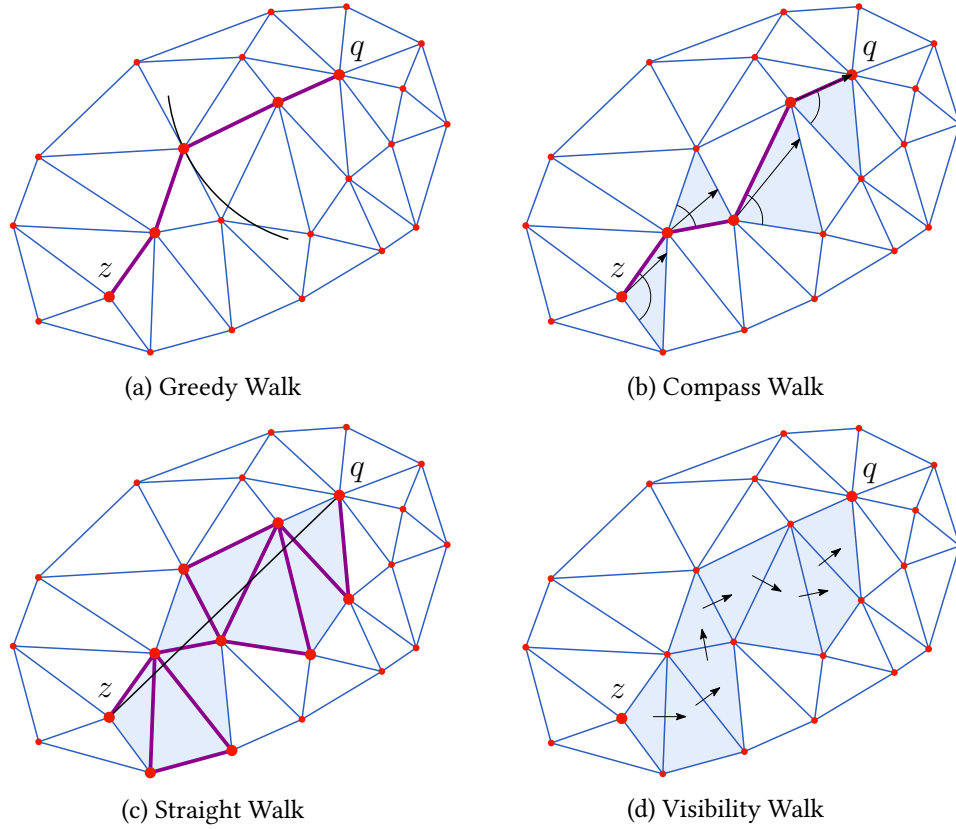 q
z
(a) Greedy Walk
q
z
(b) Compass Walk
q
z
(c) Straight Walk
q
z
(d) Visibility Walk